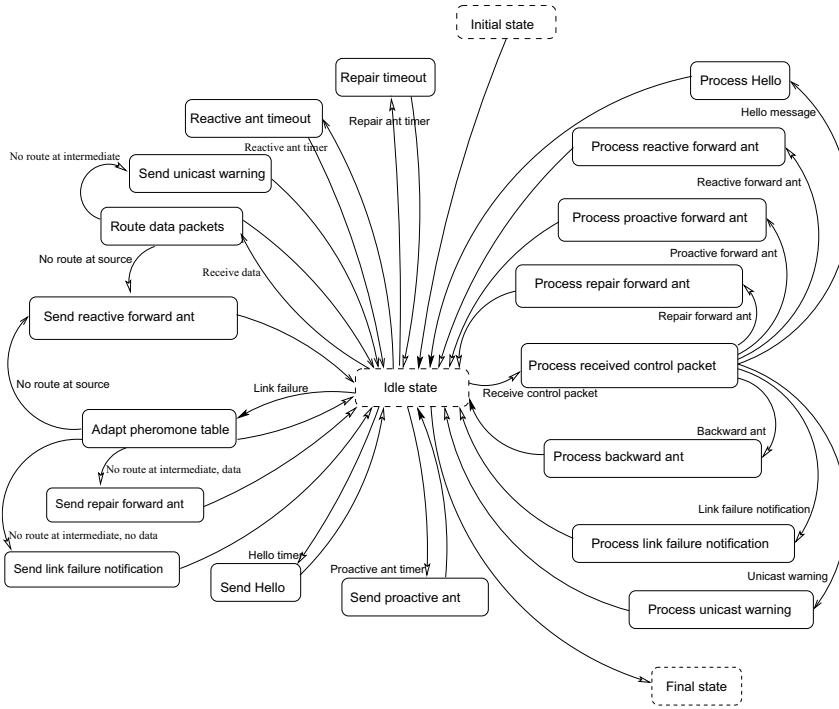 Initial state
Repair timeout
Process Hello
Hello message
Reactive ant timeout
Repair ant timer
Reactive ant timer
Process reactive forward ant
No route at intermediate
Send unicast warning
Reactive forward ant
Route data packets
Process proactive forward ant
No route at source
Receive data
Proactive forward ant
Process repair forward ant
Send reactive forward ant
Repair forward ant
Process received control packet
No route at source
Link failure
Idle state
Receive control packet
Adapt pheromone table
Backward ant
Process backward ant
No route at intermediate, data
Send repair forward ant
Link failure notification
No route at intermediate, no data
Process link failure notification
Hello timer
Send link failure notification
Proactive ant timer
Unicast warning
Send Hello
Send proactive ant
Process unicast warning
Final state